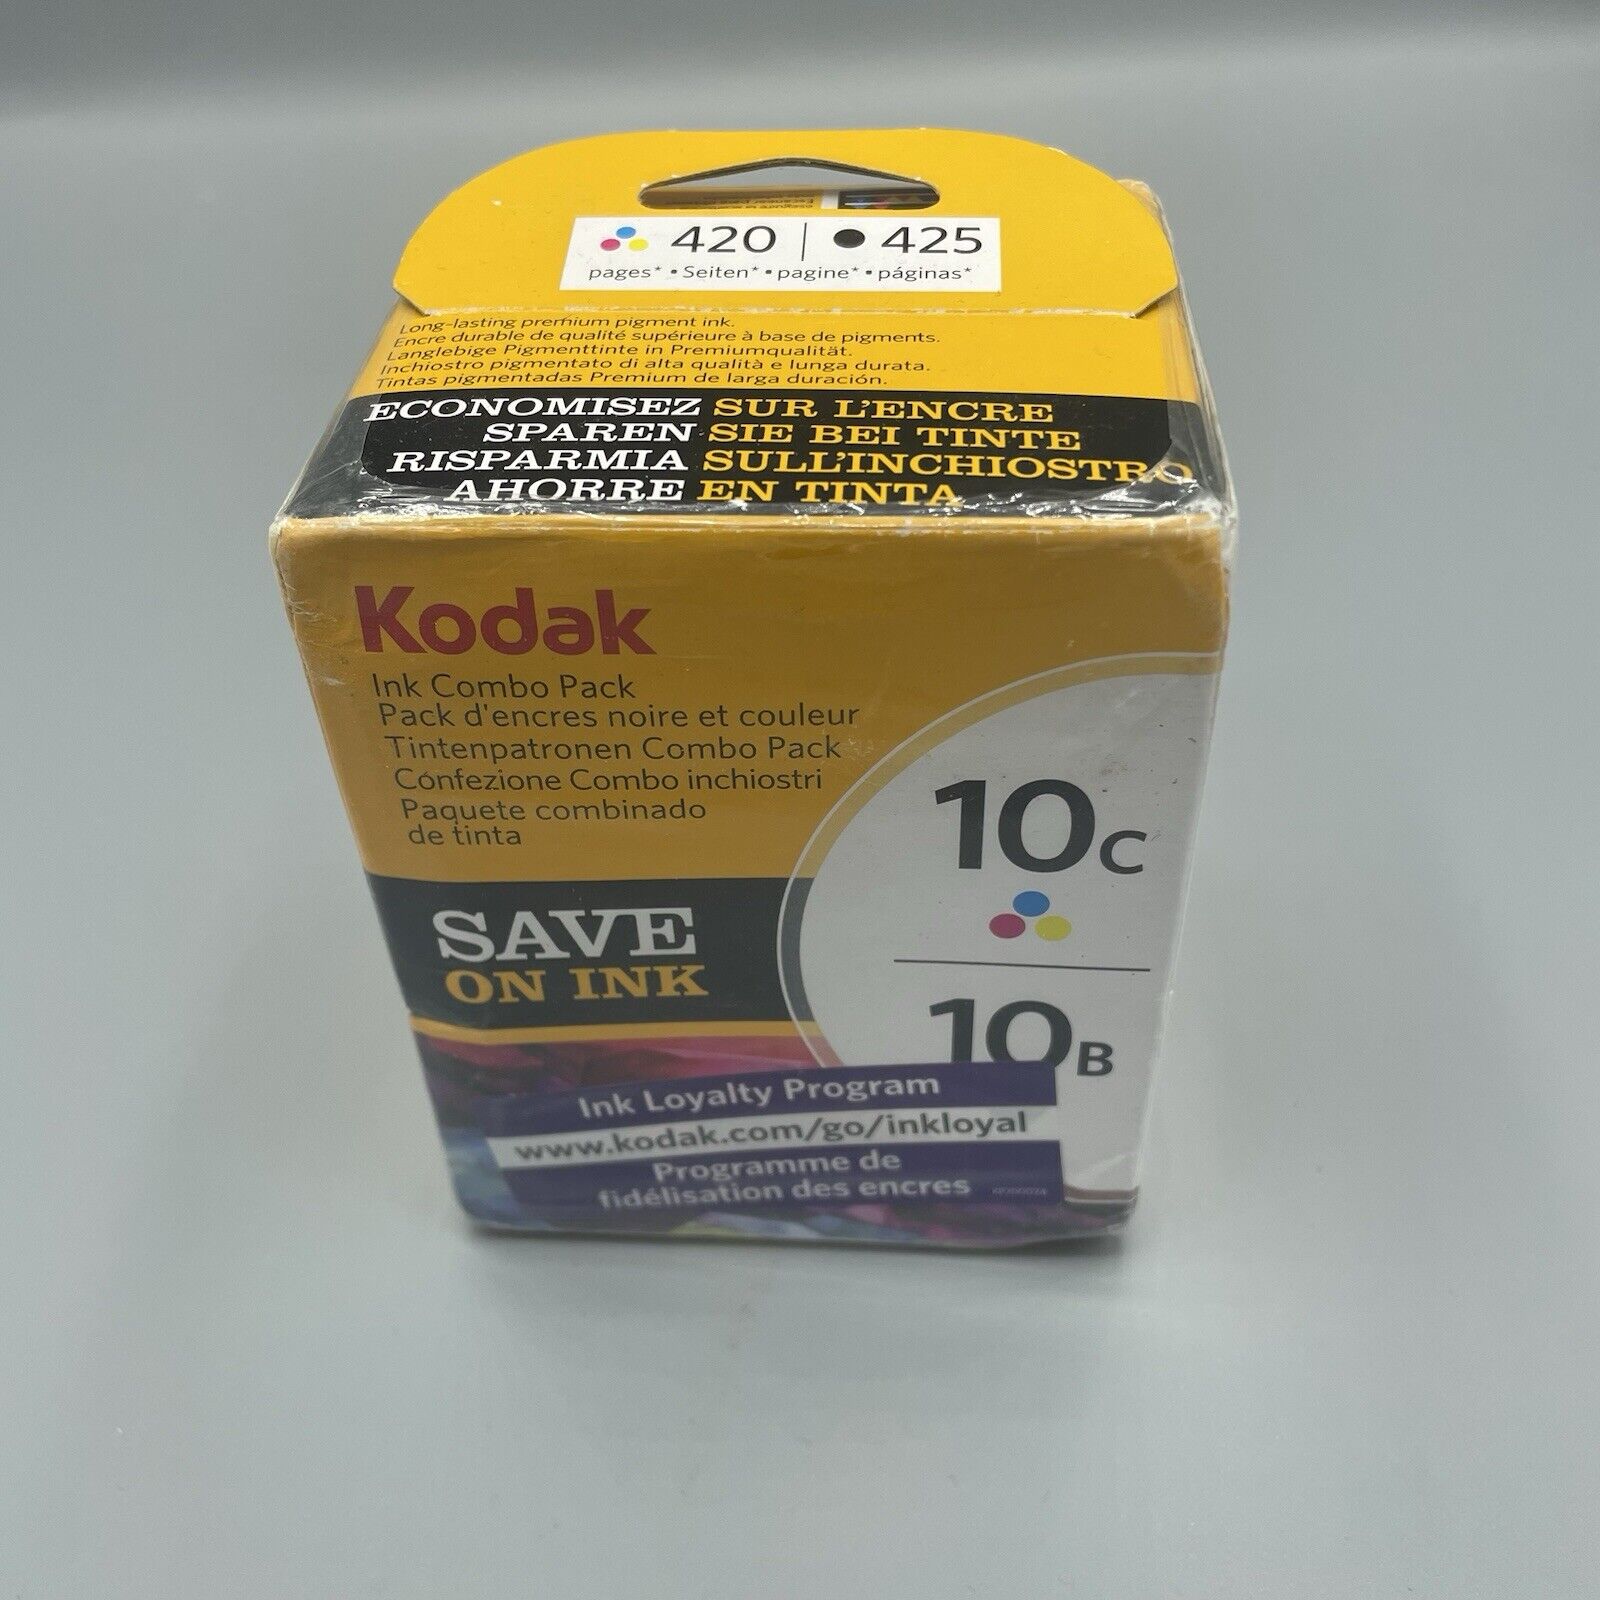 420 | 425
pages* • Seiten* • pagine* • páginas*
Long-lasting premium pigment ink.
Encre durable de qualité supérieure à base de pigments.
Langlebige Pigmenttinte in Premiumqualität.
Inchiostro pigmentato di alta qualità e lunga durata.
Tintas pigmentadas Premium de larga duración.
ECONOMISEZ SUR L'ENCRE
SPAREN SIE BEI TINTE
RISPARMIA SULL'INCHIOSTRO
AHORRE EN TINTA
Kodak
Ink Combo Pack
Pack d'encres noire et couleur
Tintenpatronen Combo Pack
Confezione Combo inchiostri
Paquete combinado
de tinta
10C
10B
SAVE
ON INK
Ink Loyalty Program
www.kodak.com/go/inkloyal
Programme de
fidélisation des encres